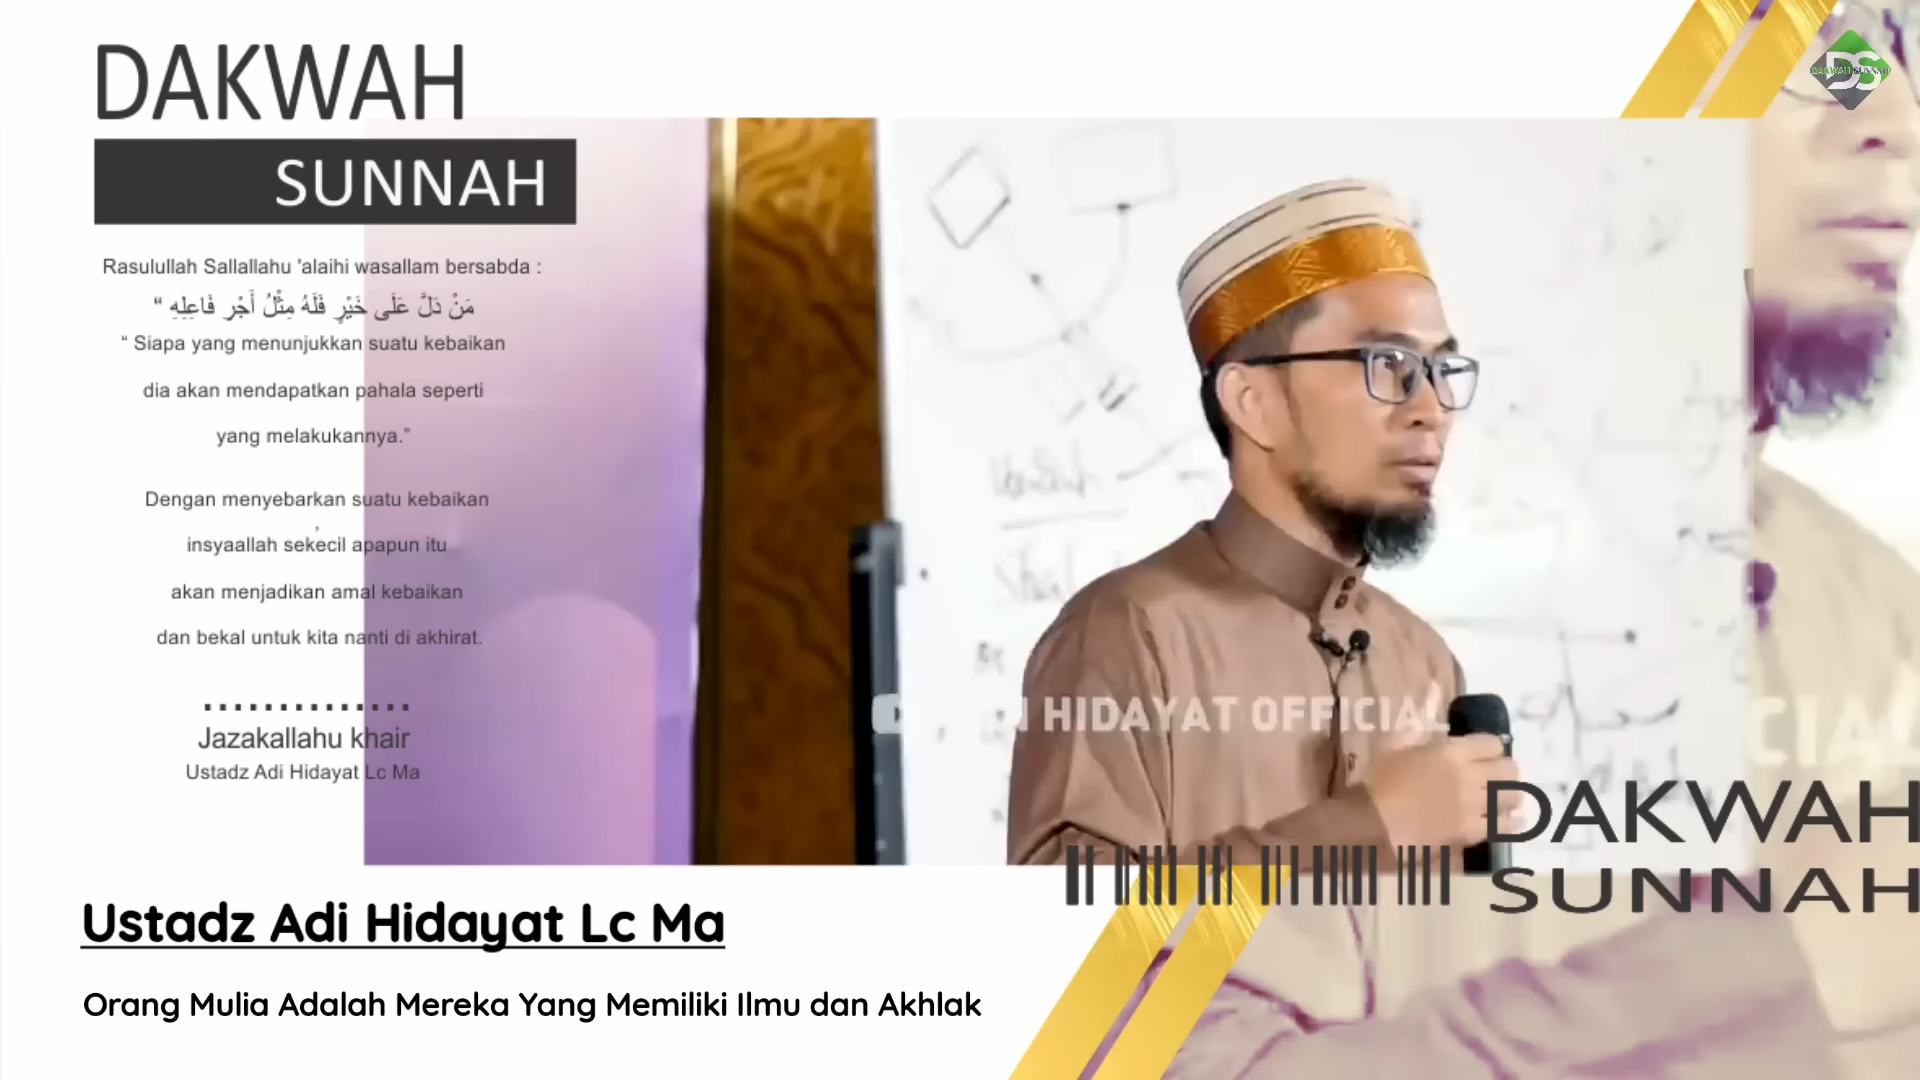 DAKWAH
SUNNAH
Rasulullah Sallallahu 'alaihi wasallam bersabda :
مَنْ دَلَّ عَلَى خَيْرٍ فَلَهُ مِثْلُ أَجْرِ فَاعِلِهِ “
“ Siapa yang menunjukkan suatu kebaikan
dia akan mendapatkan pahala seperti
yang melakukannya.”
Dengan menyebarkan suatu kebaikan
insyaallah sekecil apapun itu
akan menjadikan amal kebaikan
dan bekal untuk kita nanti di akhirat.
Jazakallahu khair
Ustadz Adi Hidayat Lc Ma
HIDAYAT OFFICIAL
DAKWAH
SUNNAH
Ustadz Adi Hidayat Lc Ma
Orang Mulia Adalah Mereka Yang Memiliki Ilmu dan Akhlak
DS
DAKWAH SUNNAH